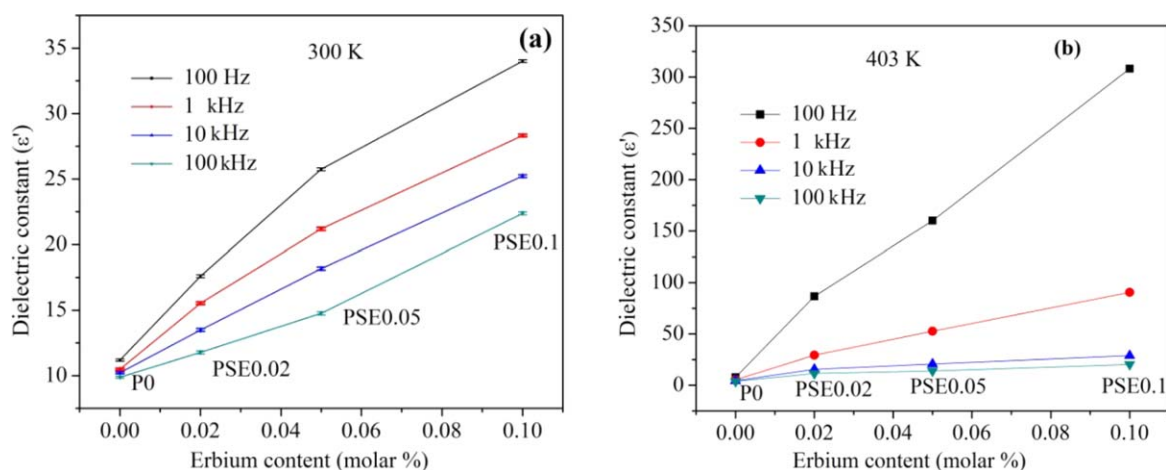 (a)
300 K
100 Hz
1 kHz
10 kHz
100 kHz
35
30
25
20
15
10
Dielectric constant (ε')
P0
PSE0.02
PSE0.05
PSE0.1
0.00 0.02 0.04 0.06 0.08 0.10
Erbium content (molar %)
(b)
403 K
100 Hz
1 kHz
10 kHz
100 kHz
350
300
250
200
150
100
50
0
Dielectric constant (ε')
P0
PSE0.02
PSE0.05
PSE0.1
0.00 0.02 0.04 0.06 0.08 0.10
Erbium content (molar %)